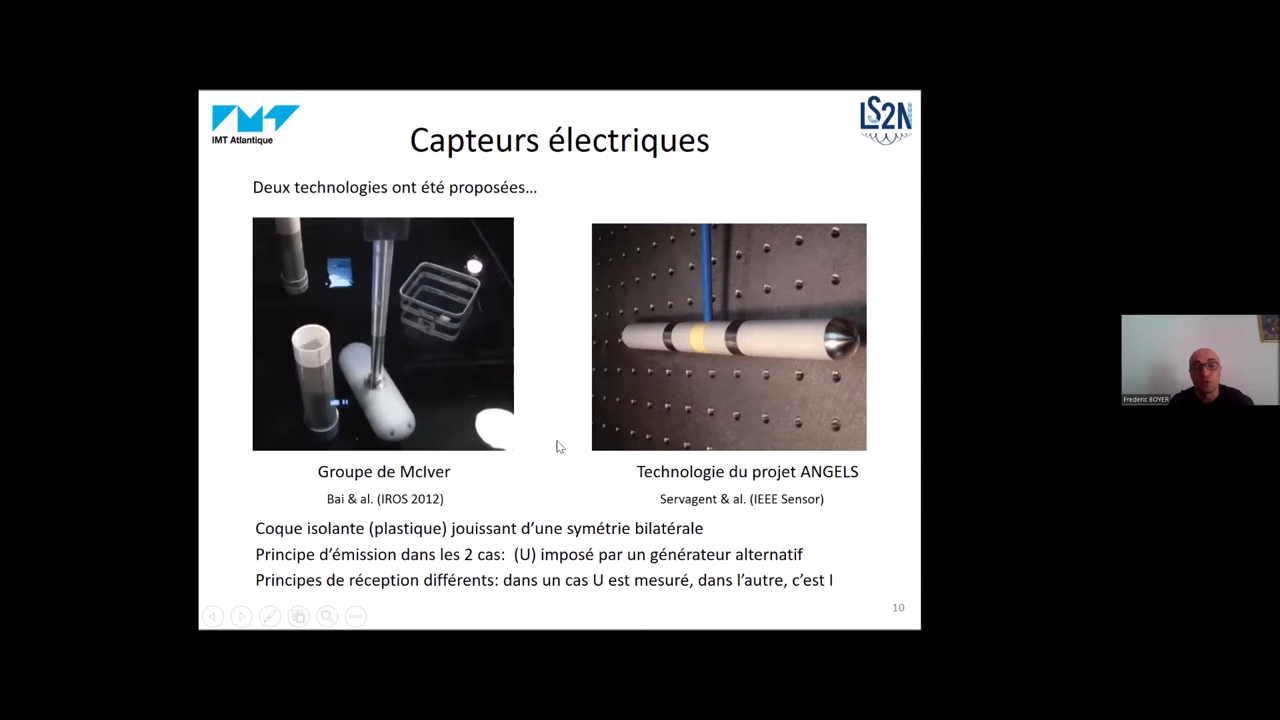 IMT Atlantique
LS2N
Capteurs électriques
Deux technologies ont été proposées…
Groupe de McIver
Technologie du projet ANGELS
Bai & al. (IROS 2012)
Servagent & al. (IEEE Sensor)
Coque isolante (plastique) jouissant d’une symétrie bilatérale
Principe d’émission dans les 2 cas: (U) imposé par un générateur alternatif
Principes de réception différents: dans un cas U est mesuré, dans l’autre, c’est I
10
Frederic BOYER